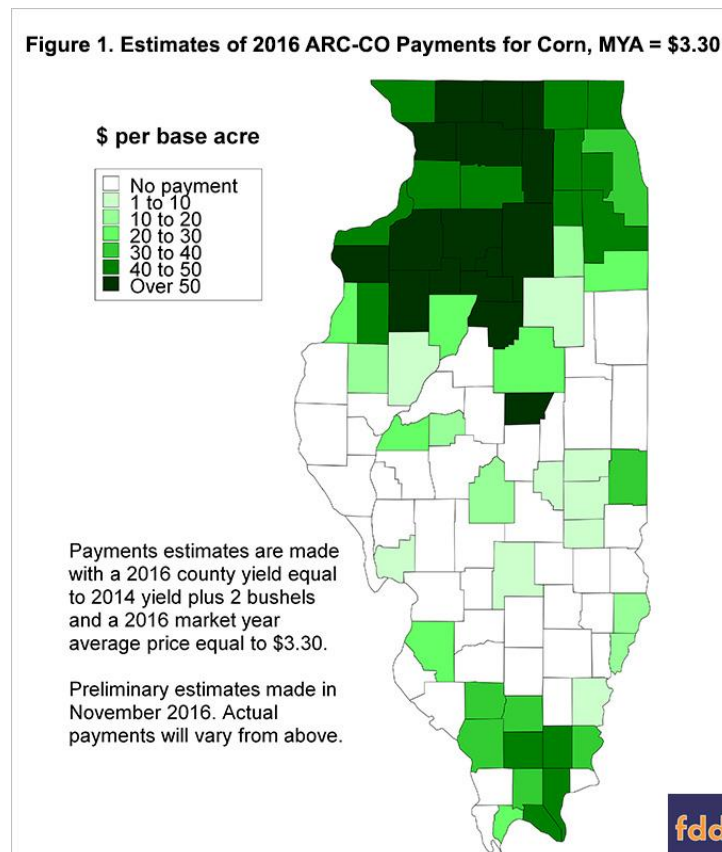 Figure 1. Estimates of 2016 ARC-CO Payments for Corn, MYA = $3.30
$ per base acre
No payment
1 to 10
10 to 20
20 to 30
30 to 40
40 to 50
Over 50
Payments estimates are made
with a 2016 county yield equal
to 2014 yield plus 2 bushels
and a 2016 market year
average price equal to $3.30.
Preliminary estimates made in
November 2016. Actual
payments will vary from above.